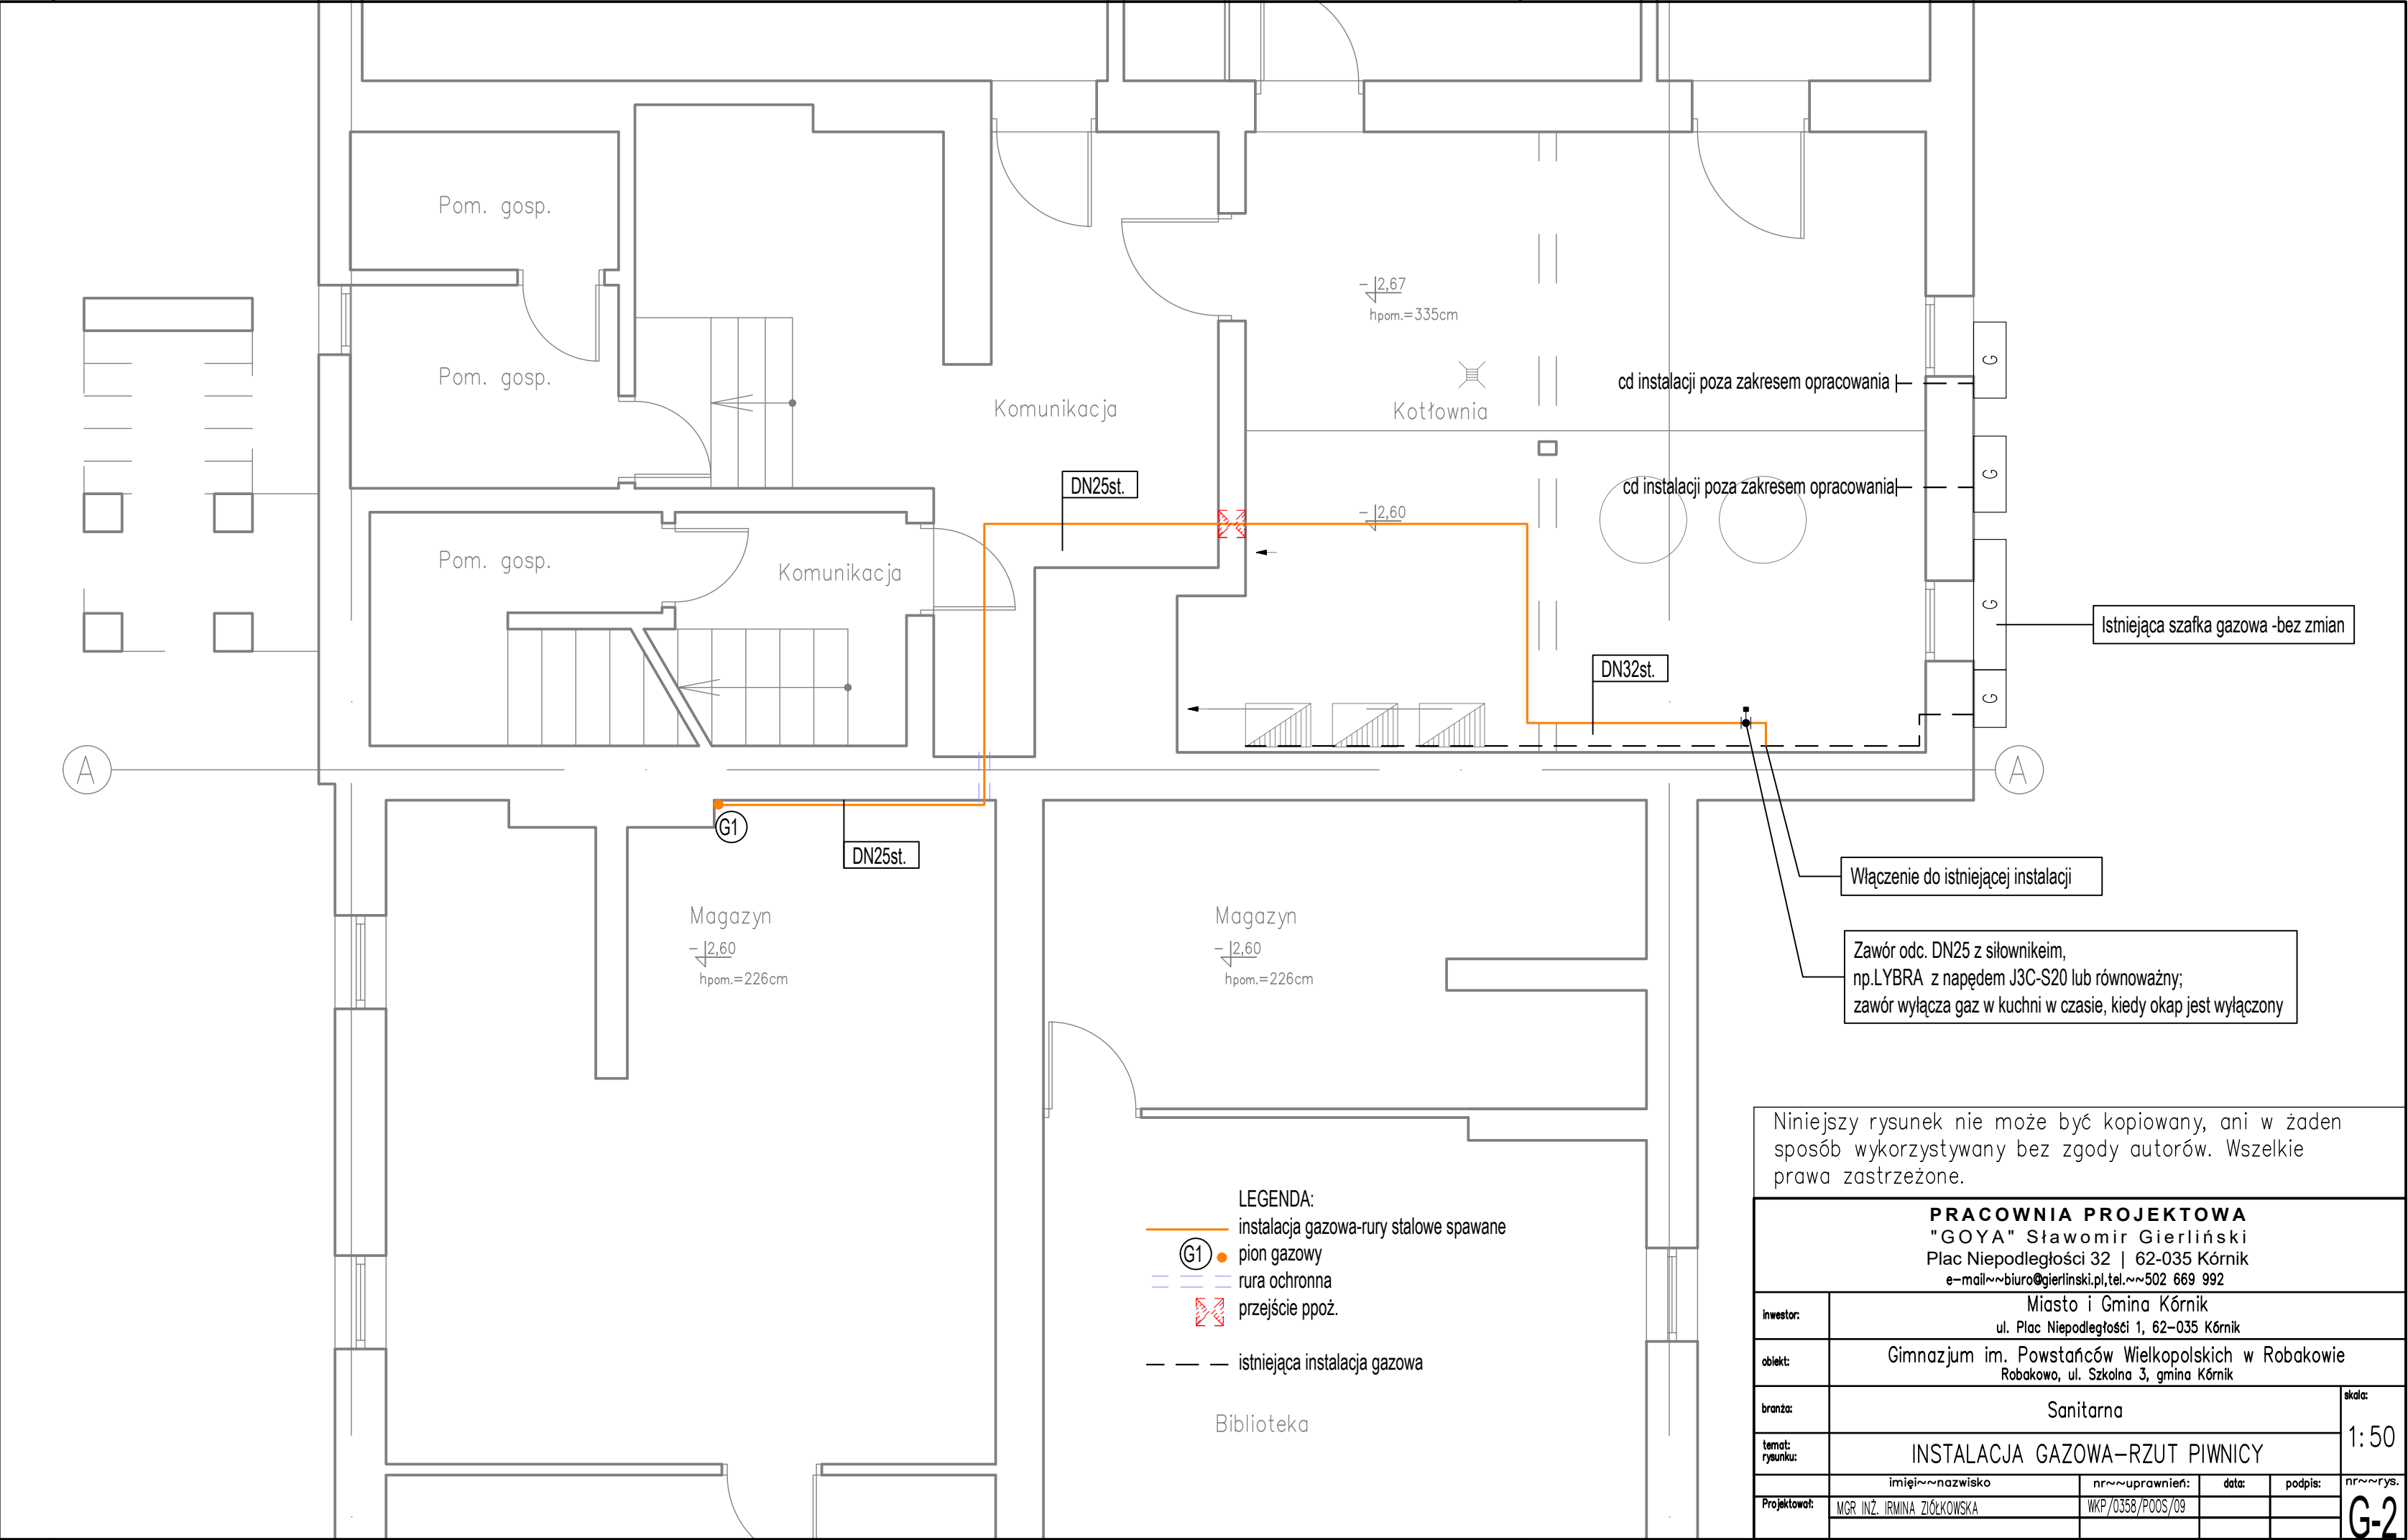 Pom. gosp.
-2,67
hpom.=335cm
Pom. gosp.
Komunikacja
Kotłownia
cd instalacji poza zakresem opracowania
G
DN25st.
cd instalacji poza zakresem opracowania
G
-2,60
Pom. gosp.
Komunikacja
G
Istniejąca szafka gazowa -bez zmian
DN32st.
G
A
A
G1
DN25st.
Włączenie do istniejącej instalacji
Magazyn
-2,60
hpom.=226cm
Magazyn
-2,60
hpom.=226cm
Zawór odc. DN25 z siłownikeim,
np.LYBRA z napędem J3C-S20 lub równoważny;
zawór wyłącza gaz w kuchni w czasie, kiedy okap jest wyłączony
LEGENDA:
instalacja gazowa-rury stalowe spawane
G1 pion gazowy
rura ochronna
przejście ppoż.
istniejąca instalacja gazowa
Biblioteka
Niniejszy rysunek nie może być kopiowany, ani w żaden
sposób wykorzystywany bez zgody autorów. Wszelkie
prawa zastrzeżone.
PRACOWNIA PROJEKTOWA
"GOYA" Sławomir Gierliński
Plac Niepodległości 32 | 62-035 Kórnik
e-mail~~biuro@gierlinski.pl,tel.~~502 669 992
inwestor:
Miasto i Gmina Kórnik
ul. Plac Niepodległośći 1, 62-035 Kórnik
obiekt:
Gimnazjum im. Powstańców Wielkopolskich w Robakowie
Robakowo, ul. Szkolna 3, gmina Kórnik
branża:
Sanitarna
skala:
1:50
temat:
rysunku:
INSTALACJA GAZOWA-RZUT PIWNICY
imięi~~nazwisko
nr~~uprawnień:
data:
podpis:
nr~~rys.
Projektował:
MGR INŻ. IRMINA ZIÓŁKOWSKA
WKP/0358/POOS/09
G-2